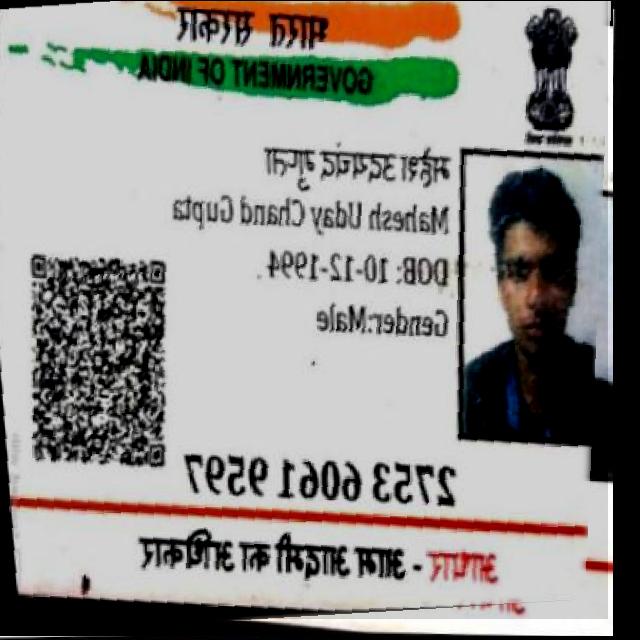 भारत सरकार
GOVERNMENT OF INDIA
महेश उदयचंद गुप्ता
Mahesh Uday Chand Gupta
DOB: 10-12-1994
Gender:Male
2753 6061 9597
आधार - आम आदमी का अधिकार